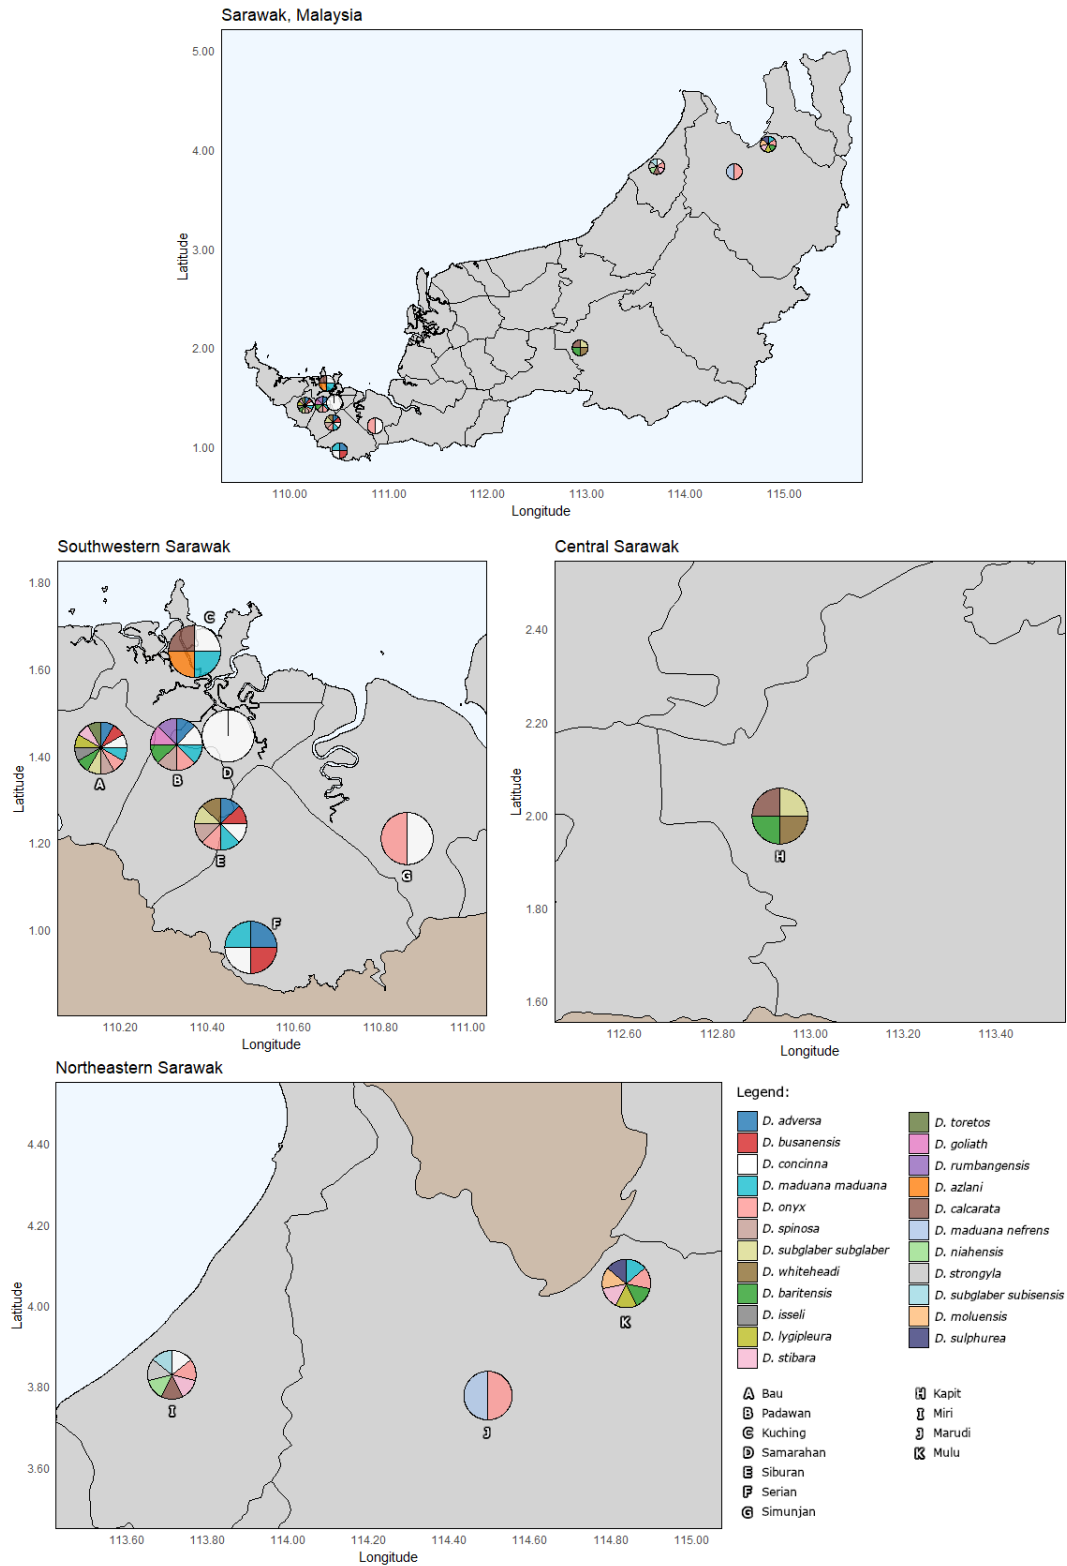 Sarawak, Malaysia
5.00
4.00
3.00
2.00
1.00
Latitude
110.00 111.00 112.00 113.00 114.00 115.00
Longitude
Southwestern Sarawak
1.80
1.60
1.40
1.20
1.00
Latitude
C
A
B
D
E
G
F
110.20 110.40 110.60 110.80 111.00
Longitude
Central Sarawak
2.40
2.20
2.00
1.80
1.60
Latitude
H
112.60 112.80 113.00 113.20 113.40
Longitude
Northeastern Sarawak
4.40
4.20
4.00
3.80
3.60
Latitude
K
I
J
113.60 113.80 114.00 114.20 114.40 114.60 114.80 115.00
Longitude
Legend:
D. adversa
D. busanensis
D. concinna
D. maduana maduana
D. onyx
D. spinosa
D. subglaber subglaber
D. whiteheadi
D. baritensis
D. isseli
D. lygipleura
D. stibara
D. toretos
D. goliath
D. rumbangensis
D. azlani
D. calcarata
D. maduana nefrens
D. niahensis
D. strongyla
D. subglaber subisensis
D. moluensis
D. sulphurea
A Bau
B Padawan
C Kuching
D Samarahan
E Siburan
F Serian
G Simunjan
H Kapit
I Miri
J Marudi
K Mulu